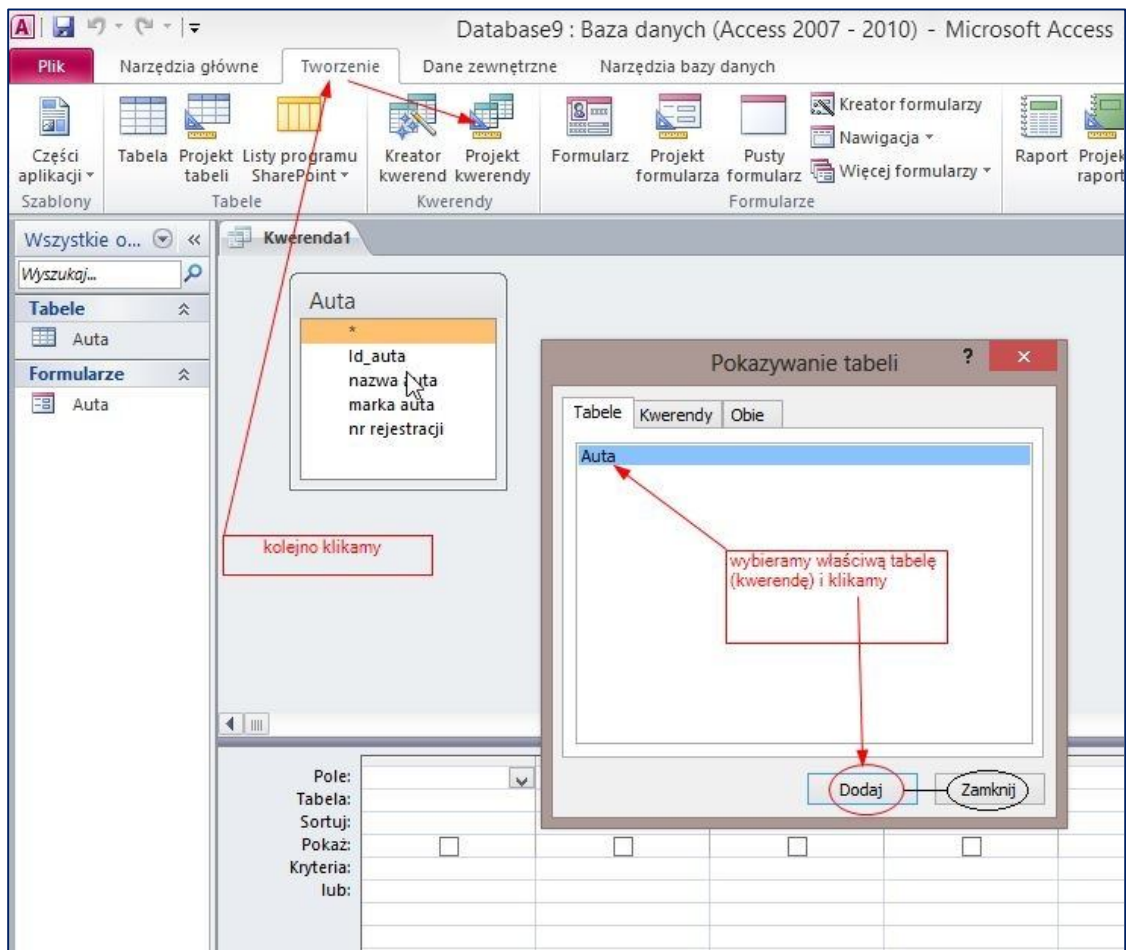 Database9 : Baza danych (Access 2007 - 2010) - Microsoft Access
Plik Narzędzia główne Tworzenie Dane zewnętrzne Narzędzia bazy danych
Części aplikacji
Tabela
Projekt tabeli
Listy programu SharePoint
Kreator kwerend
Projekt kwerendy
Formularz
Projekt formularza
Pusty formularz
Kreator formularzy
Nawigacja
Więcej formularzy
Raport
Projek
raport
Szablony Tabele Kwerendy Formularze
Wszystkie o... «
Wyszukaj...
Tabele
Auta
Formularze
Auta
Kwerenda1
Auta
*
Id_auta
nazwa auta
marka auta
nr rejestracji
kolejno klikamy
Pokazywanie tabeli ? ×
Tabele Kwerendy Obie
Auta
wybieramy właściwą tabelę
(kwerendę) i klikamy
Dodaj Zamknij
Pole:
Tabela:
Sortuj:
Pokaż:
Kryteria:
lub: